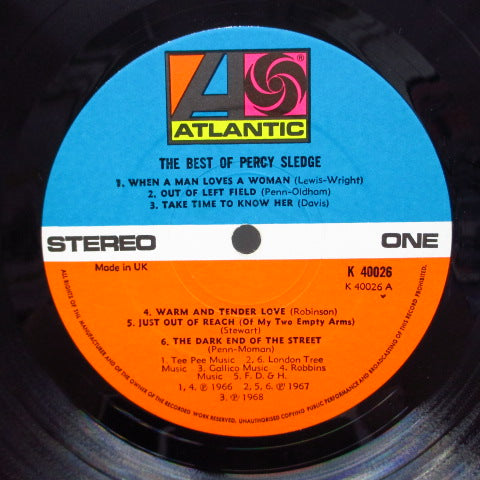 ATLANTIC
THE BEST OF PERCY SLEDGE
1. WHEN A MAN LOVES A WOMAN (Lewis-Wright)
2. OUT OF LEFT FIELD (Penn-Oldham)
3. TAKE TIME TO KNOW HER (Davis)
STEREO ONE
Made in UK
K 40026
K 40026 A
4. WARM AND TENDER LOVE (Robinson)
5. JUST OUT OF REACH (Of My Two Empty Arms)
(Stewart)
6. THE DARK END OF THE STREET
(Penn-Moman)
1. Tee Pee Music 2,6. London Tree
Music 3. Gallico Music 4. Robbins
Music 5. F. D. & H.
1, 4. ℗ 1966 2, 5, 6. ℗ 1967
3. ℗ 1968
ALL RIGHTS OF THE MANUFACTURER AND OF THE OWNER OF THE RECORDED WORK RESERVED. UNAUTHORISED COPYING PUBLIC PERFORMANCE AND BROADCASTING OF THIS RECORD PROHIBITED